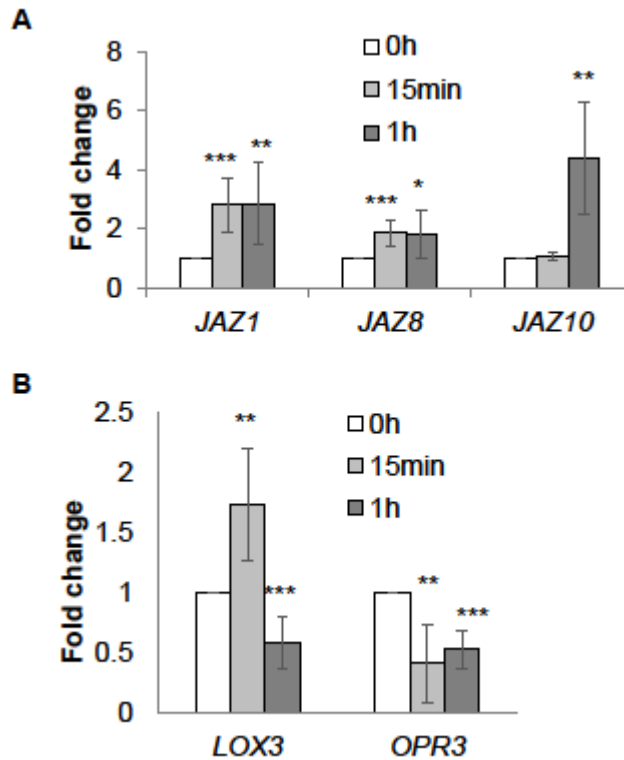 A
Fold change
8
6
4
2
0
0h
15min
1h
***
**
***
*
**
JAZ1
JAZ8
JAZ10
B
Fold change
2.5
2
1.5
1
0.5
0
0h
15min
1h
**
***
**
***
LOX3
OPR3